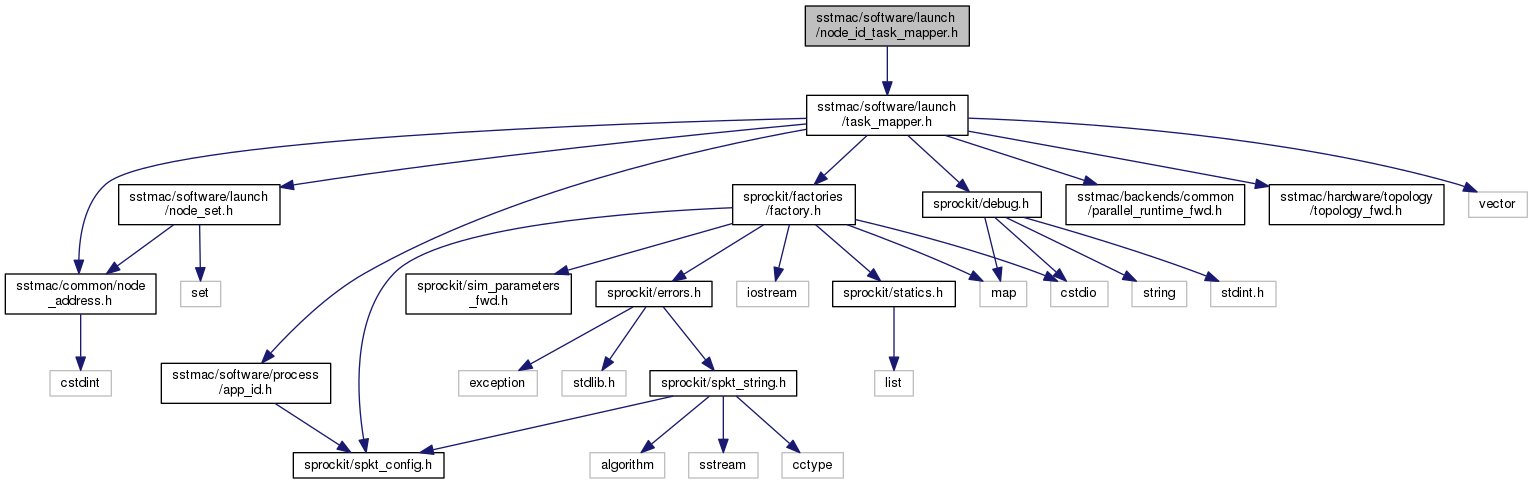 sstmac/software/launch
/node_id_task_mapper.h
sstmac/software/launch
/task_mapper.h
sstmac/software/launch
/node_set.h
sprockit/factories
/factory.h
sprockit/debug.h
sstmac/backends/common
/parallel_runtime_fwd.h
sstmac/hardware/topology
/topology_fwd.h
vector
sstmac/common/node
_address.h
set
sprockit/sim_parameters
_fwd.h
sprockit/errors.h
iostream
sprockit/statics.h
map
cstdio
string
stdint.h
cstdint
sstmac/software/process
/app_id.h
exception
stdlib.h
sprockit/spkt_string.h
list
sprockit/spkt_config.h
algorithm
sstream
cctype